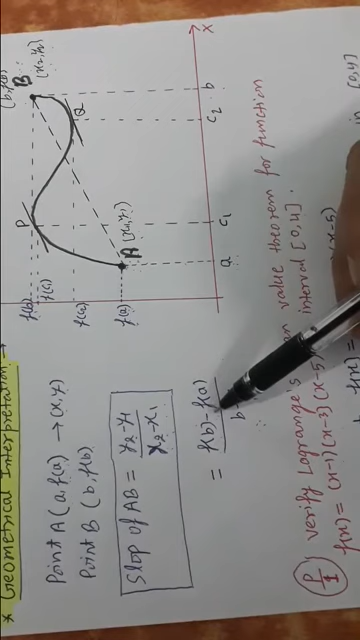 * Geometrical Interpretation →
Point A (a, f(a)) → (x, y)
Point B (b, f(b))
Slop of AB = y₂ - y₁
x₂ - x₁
= f(b) - f(a)
b
∴
f(b)
f(c₁)
f(c₂)
f(a)
P
A (x₁, y₁)
Q
B (x₂, y₂)
(b, f(b))
a
c₁
c₂
b
X
P/1 verify Lagrange's value theorem for function
f(x) = (x-1)(x-3)(x-5) interval [0,4].
f(x) =
(x-5)
in [0,4]